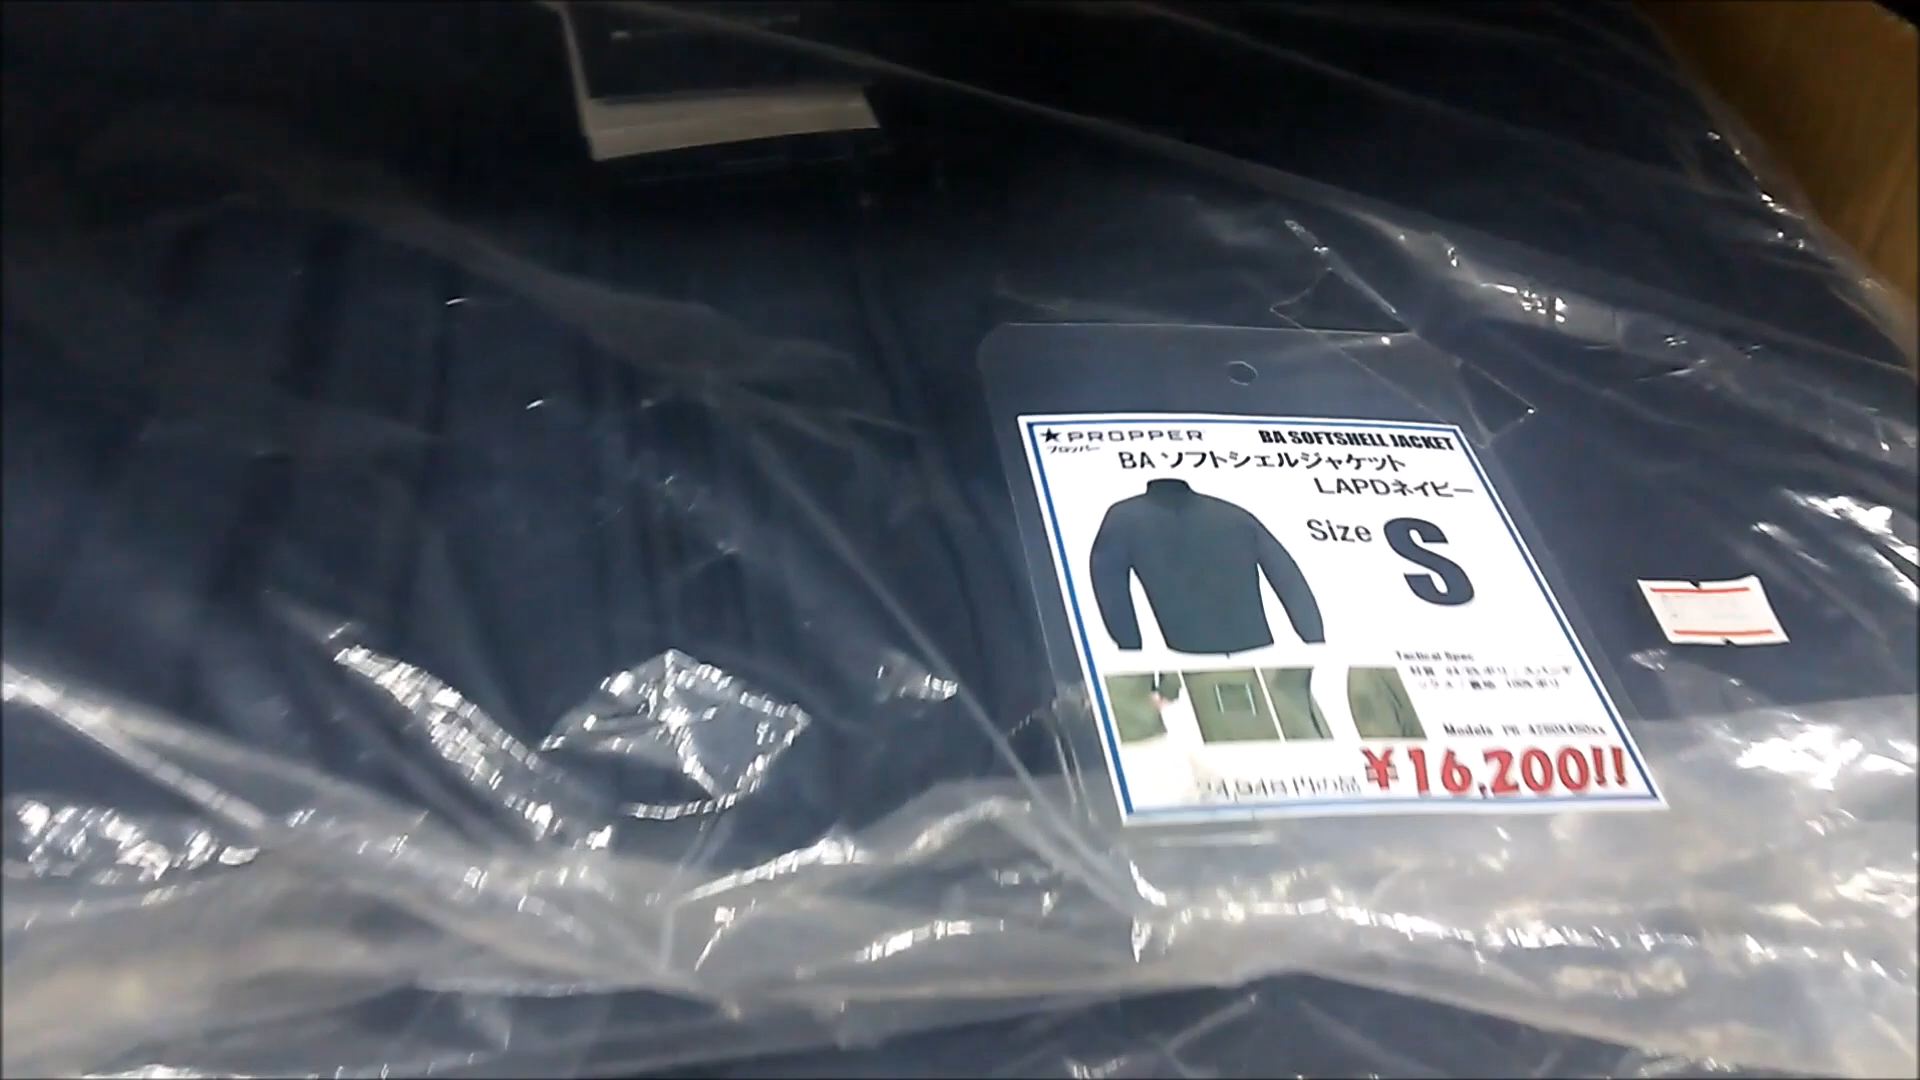 ★PROPPER
プロッパー
BA SOFTSHELL JACKET
BA ソフトシェルジャケット
LAPDネイビー
Size S
Tactical Spec
Models
¥16,200!!